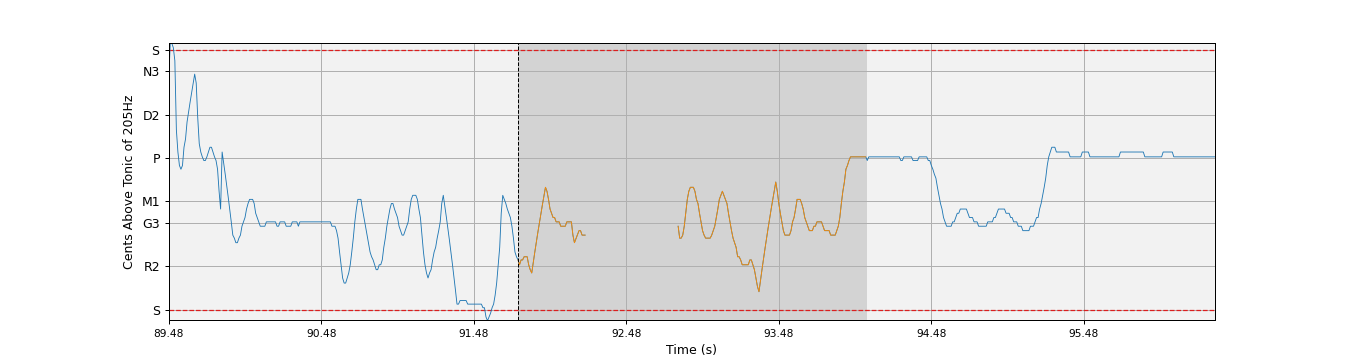 S
N3
D2
P
M1
G3
R2
S
Cents Above Tonic of 205Hz
89.48 90.48 91.48 92.48 93.48 94.48 95.48
Time (s)